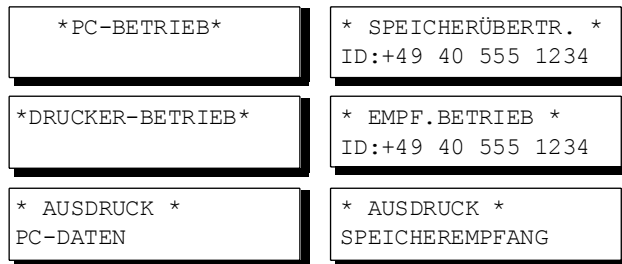 *PC-BETRIEB*
* SPEICHERÜBERTR. *
ID:+49 40 555 1234
*DRUCKER-BETRIEB*
* EMPF.BETRIEB *
ID:+49 40 555 1234
* AUSDRUCK *
PC-DATEN
* AUSDRUCK *
SPEICHEREMPFANG